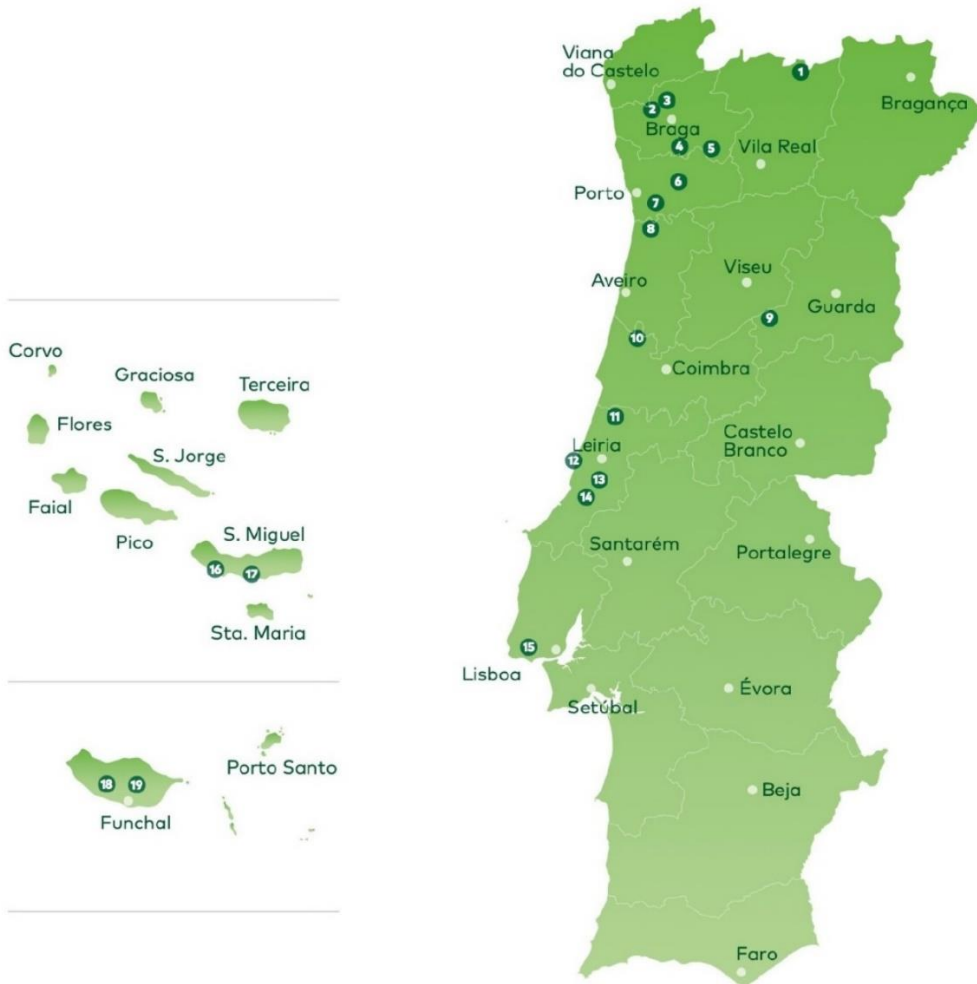 Viana
do Castelo
1
Bragança
3
2
Braga
4
5
Vila Real
6
Porto
7
8
Viseu
Aveiro
Guarda
9
10
Coimbra
11
Castelo
Branco
Leiria
12
13
14
Santarém
Portalegre
15
Lisboa
Évora
Setúbal
Beja
Faro
Corvo
Graciosa
Terceira
Flores
S. Jorge
Faial
Pico
S. Miguel
16
17
Sta. Maria
Porto Santo
18
19
Funchal